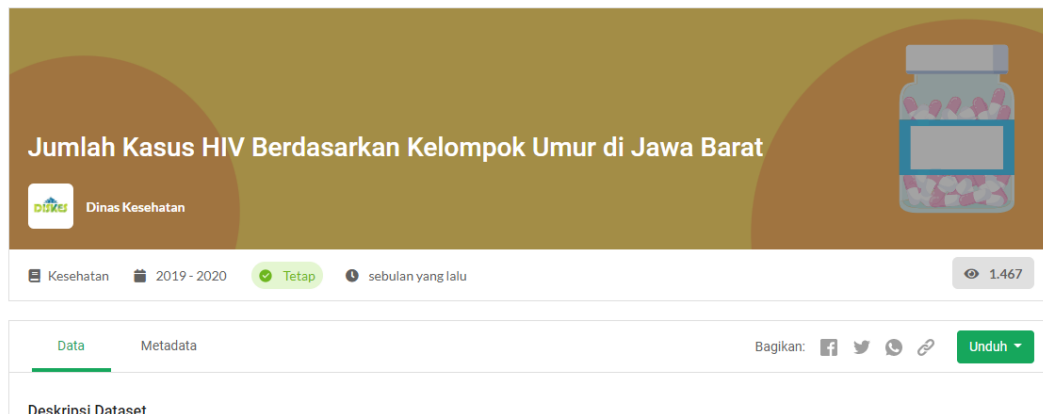 Jumlah Kasus HIV Berdasarkan Kelompok Umur di Jawa Barat
DISKES
Dinas Kesehatan
Kesehatan 2019 - 2020 Tetap sebulan yang lalu 1.467
Data Metadata Bagikan: Unduh
Deskripsi Dataset